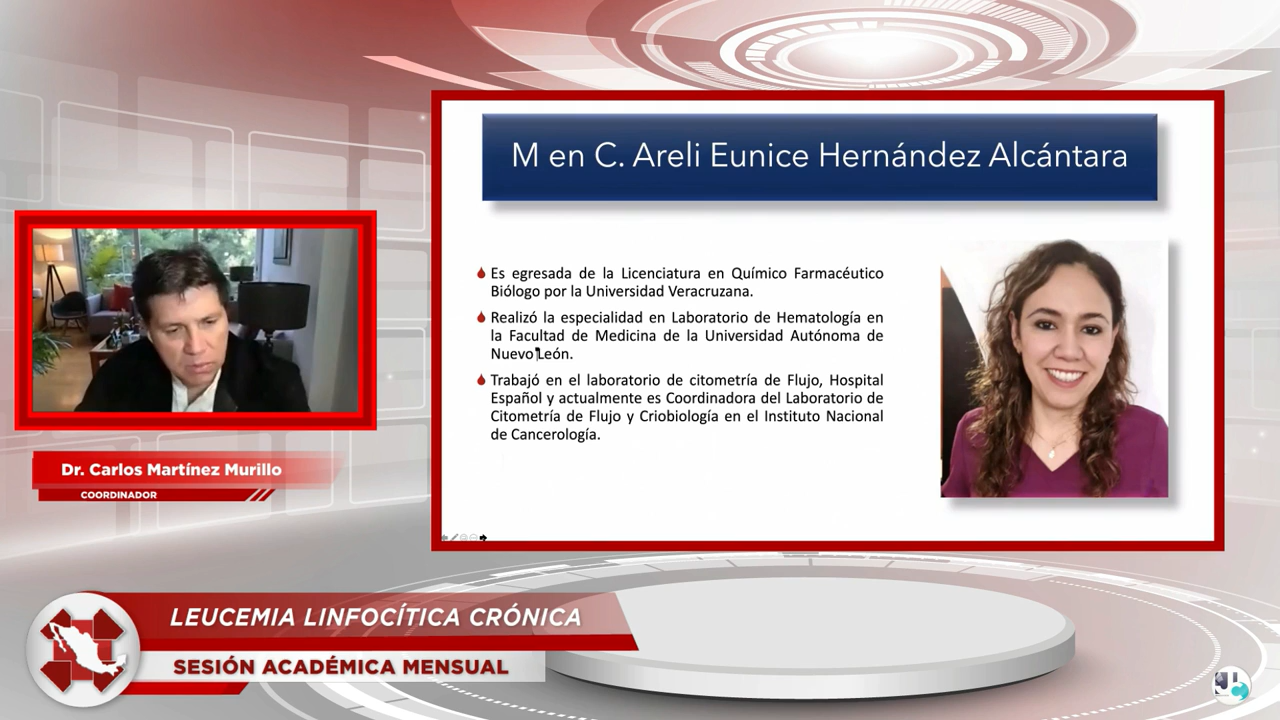 M en C. Areli Eunice Hernández Alcántara
Es egresada de la Licenciatura en Químico Farmacéutico
Biólogo por la Universidad Veracruzana.
Realizó la especialidad en Laboratorio de Hematología en
la Facultad de Medicina de la Universidad Autónoma de
Nuevo León.
Trabajó en el laboratorio de citometría de Flujo, Hospital
Español y actualmente es Coordinadora del Laboratorio de
Citometría de Flujo y Criobiología en el Instituto Nacional
de Cancerología.
Dr. Carlos Martínez Murillo
COORDINADOR
LEUCEMIA LINFOCÍTICA CRÓNICA
SESIÓN ACADÉMICA MENSUAL